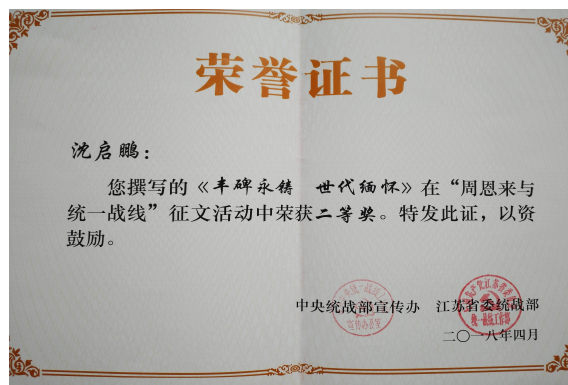 荣誉证书
沈启鹏：
您撰写的《丰碑永铸　世代缅怀》在“周恩来与
统一战线”征文活动中荣获二等奖。特发此证，以资
鼓励。
中央统战部宣传办　江苏省委统战部
二〇一八年四月